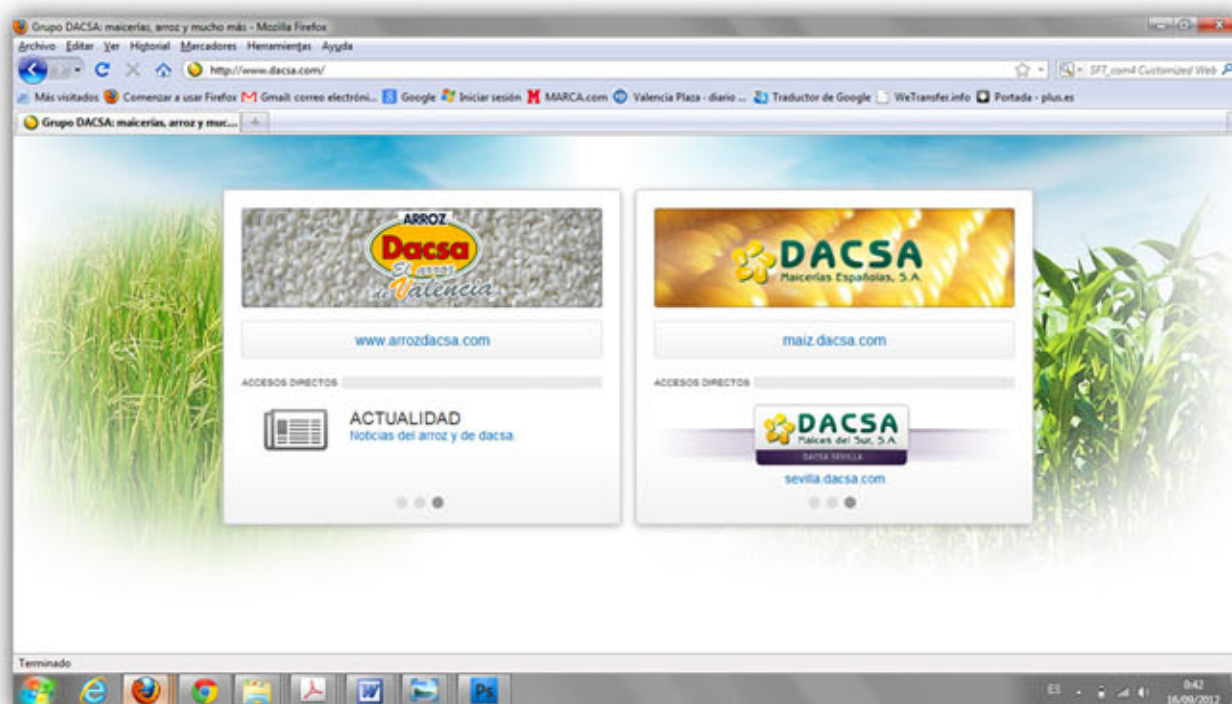 Grupo DACSA: maicerías, arroz y mucho más - Mozilla Firefox
Archivo Editar Ver Historial Marcadores Herramientas Ayuda
http://www.dacsa.com/
SFT_com4 Customized Web
Más visitados Comenzar a usar Firefox Gmail: correo electróni... Google Iniciar sesión MARCA.com Valencia Plaza - diario ... Traductor de Google WeTransfer.info Portada - plus.es
Grupo DACSA: maicerías, arroz y muc...
ARROZ
Dacsa
El arroz
de Valencia
www.arrozdacsa.com
ACCESOS DIRECTOS
ACTUALIDAD
Noticias del arroz y de dacsa.
DACSA
Maicerías Españolas, S.A.
maiz.dacsa.com
ACCESOS DIRECTOS
DACSA
Maíces del Sur, S.A.
DACSA SEVILLA
sevilla.dacsa.com
Terminado
W
Ps
ES
0:42
16/09/2012